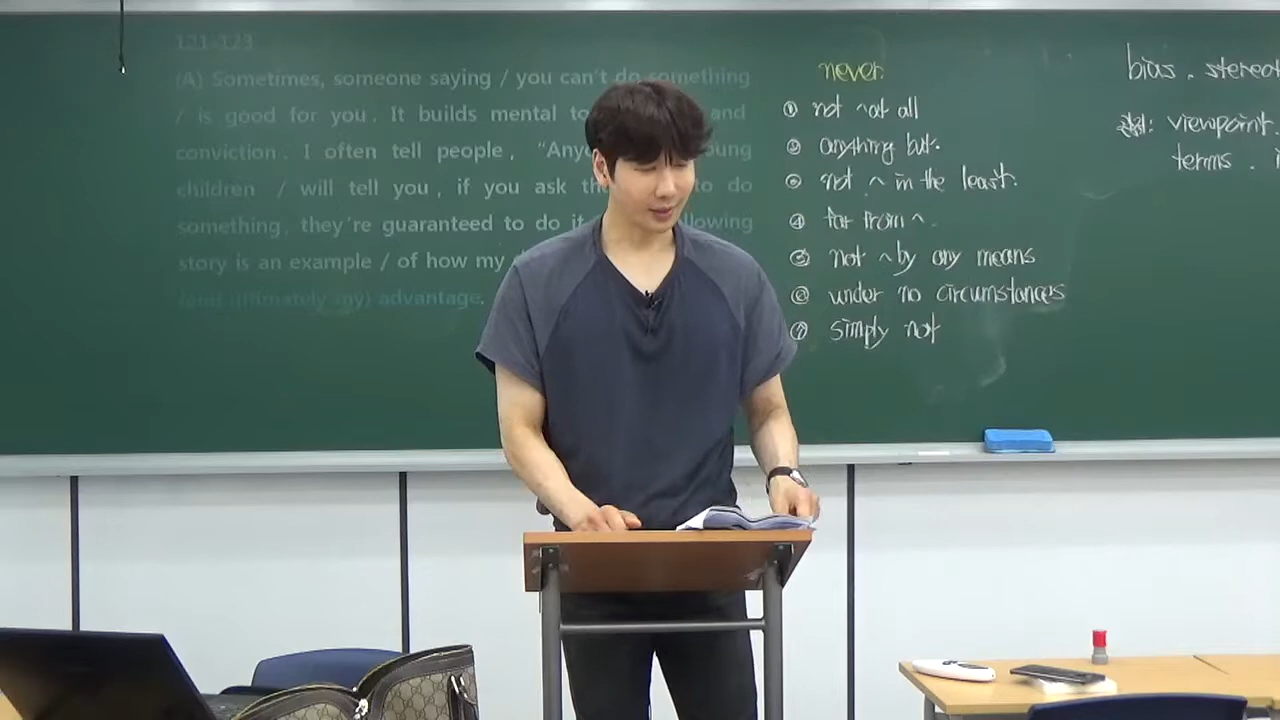 121-123
(A) Sometimes, someone saying / you can't do something
/ is good for you. It builds mental and
conviction. I often tell people, "Anyo young
children / will tell you, if you ask to do
something, they're guaranteed to do it. llowing
story is an example / of how my
advantage.
never.
① not ~at all
② anything but.
③ not ~ in the least.
④ far from ~.
⑤ not ~by any means
⑥ under no circumstances
⑦ simply not
bias. stereot
viewpoint.
terms.